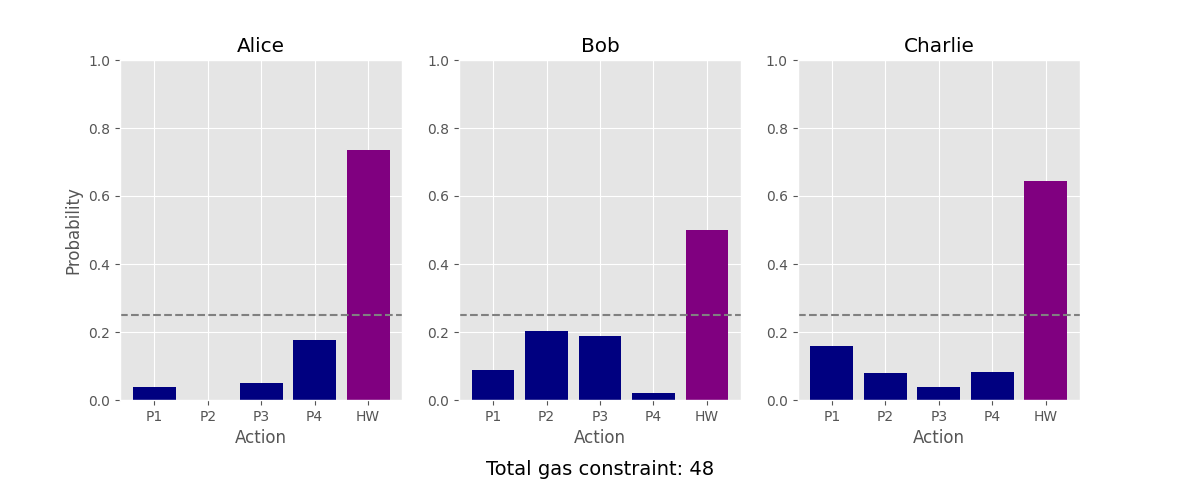 Alice
Bob
Charlie
Probability
1.0
0.8
0.6
0.4
0.2
0.0
P1 P2 P3 P4 HW
Action
1.0
0.8
0.6
0.4
0.2
0.0
P1 P2 P3 P4 HW
Action
1.0
0.8
0.6
0.4
0.2
0.0
P1 P2 P3 P4 HW
Action
Total gas constraint: 48